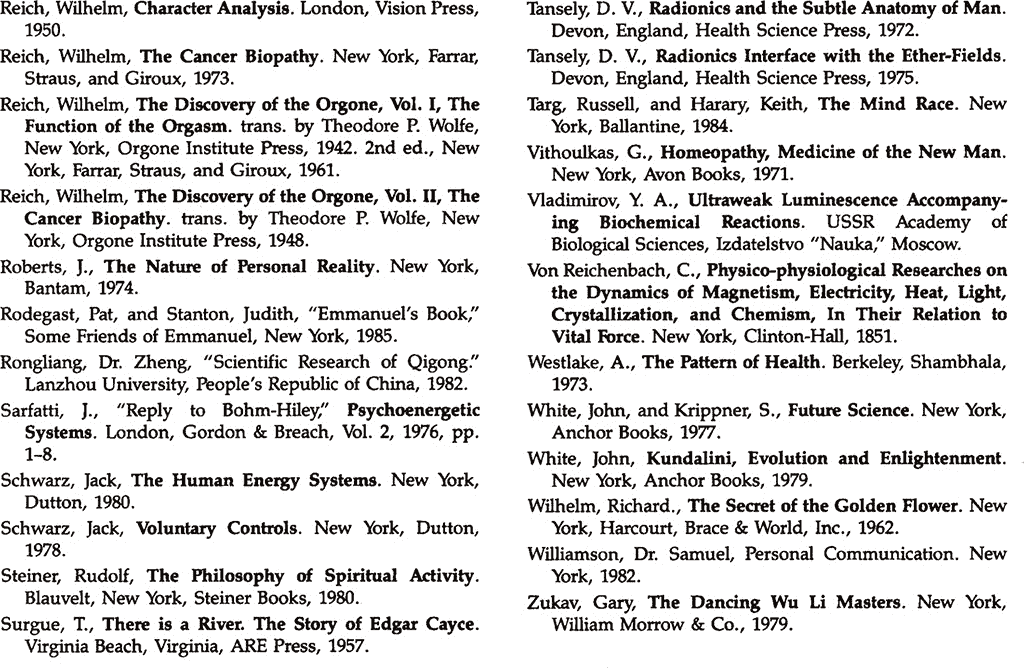 Reich, Wilhelm, Character Analysis. London, Vision Press,
1950.
Reich, Wilhelm, The Cancer Biopathy. New York, Farrar,
Straus, and Giroux, 1973.
Reich, Wilhelm, The Discovery of the Orgone, Vol. I, The
Function of the Orgasm. trans. by Theodore P. Wolfe,
New York, Orgone Institute Press, 1942. 2nd ed., New
York, Farrar, Straus, and Giroux, 1961.
Reich, Wilhelm, The Discovery of the Orgone, Vol. II, The
Cancer Biopathy. trans. by Theodore P. Wolfe, New
York, Orgone Institute Press, 1948.
Roberts, J., The Nature of Personal Reality. New York,
Bantam, 1974.
Rodegast, Pat, and Stanton, Judith, "Emmanuel's Book,"
Some Friends of Emmanuel, New York, 1985.
Rongliang, Dr. Zheng, "Scientific Research of Qigong."
Lanzhou University, People's Republic of China, 1982.
Sarfatti, J., "Reply to Bohm-Hiley," Psychoenergetic
Systems. London, Gordon & Breach, Vol. 2, 1976, pp.
1–8.
Schwarz, Jack, The Human Energy Systems. New York,
Dutton, 1980.
Schwarz, Jack, Voluntary Controls. New York, Dutton,
1978.
Steiner, Rudolf, The Philosophy of Spiritual Activity.
Blauvelt, New York, Steiner Books, 1980.
Surgue, T., There is a River. The Story of Edgar Cayce.
Virginia Beach, Virginia, ARE Press, 1957.
Tansely, D. V., Radionics and the Subtle Anatomy of Man.
Devon, England, Health Science Press, 1972.
Tansely, D. V., Radionics Interface with the Ether-Fields.
Devon, England, Health Science Press, 1975.
Targ, Russell, and Harary, Keith, The Mind Race. New
York, Ballantine, 1984.
Vithoulkas, G., Homeopathy, Medicine of the New Man.
New York, Avon Books, 1971.
Vladimirov, Y. A., Ultraweak Luminescence Accompany-
ing Biochemical Reactions. USSR Academy of
Biological Sciences, Izdatelstvo "Nauka," Moscow.
Von Reichenbach, C., Physico-physiological Researches on
the Dynamics of Magnetism, Electricity, Heat, Light,
Crystallization, and Chemism, In Their Relation to
Vital Force. New York, Clinton-Hall, 1851.
Westlake, A., The Pattern of Health. Berkeley, Shambhala,
1973.
White, John, and Krippner, S., Future Science. New York,
Anchor Books, 1977.
White, John, Kundalini, Evolution and Enlightenment.
New York, Anchor Books, 1979.
Wilhelm, Richard., The Secret of the Golden Flower. New
York, Harcourt, Brace & World, Inc., 1962.
Williamson, Dr. Samuel, Personal Communication. New
York, 1982.
Zukav, Gary, The Dancing Wu Li Masters. New York,
William Morrow & Co., 1979.